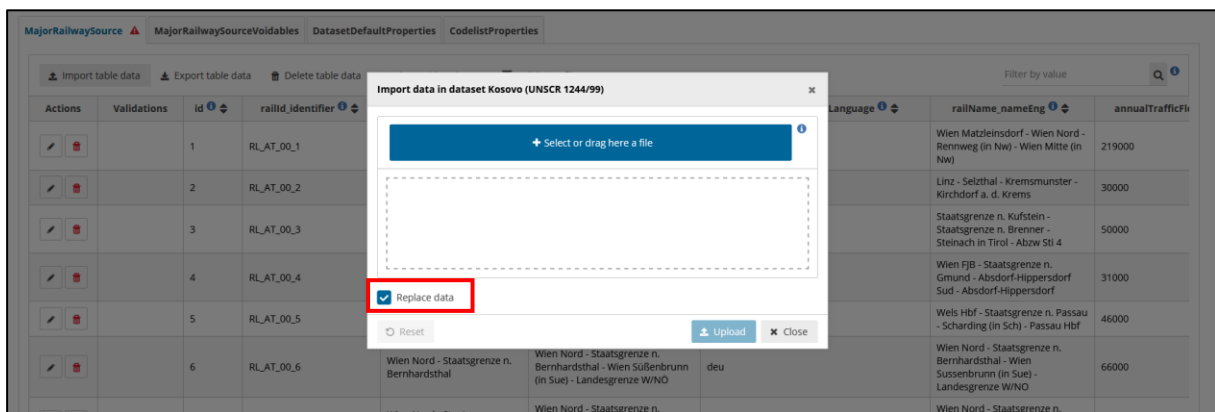 MajorRailwaySource MajorRailwaySourceVoidables DatasetDefaultProperties CodelistProperties
Import table data Export table data Delete table data Filter by value
Import data in dataset Kosovo (UNSCR 1244/99)
Actions Validations id railId_identifier Language railName_nameEng annualTrafficFl
Select or drag here a file
1 RL_AT_00_1 Wien Matzleinsdorf - Wien Nord - 219000
Rennweg (in Nw) - Wien Mitte (in
Nw)
2 RL_AT_00_2 Linz - Selzthal - Kremsmunster - 30000
Kirchdorf a. d. Krems
3 RL_AT_00_3 Staatsgrenze n. Kufstein - 50000
Staatsgrenze n. Brenner -
Steinach in Tirol - Abzw Sti 4
4 RL_AT_00_4 Wien FJB - Staatsgrenze n. 31000
Gmund - Absdorf-Hippersdorf
Sud - Absdorf-Hippersdorf
Replace data
5 RL_AT_00_5 Wels Hbf - Staatsgrenze n. Passau 46000
- Scharding (in Sch) - Passau Hbf
Reset Upload Close
6 RL_AT_00_6 Wien Nord - Staatsgrenze n. Wien Nord - Staatsgrenze n. deu Wien Nord - Staatsgrenze n. 66000
Bernhardsthal Bernhardsthal - Wien Süßenbrunn Bernhardsthal - Wien
(in Sue) - Landesgrenze W/NÖ Sussenbrunn (in Sue) -
Landesgrenze W/NO
Wien Nord - Staatsgrenze n. Wien Nord - Staatsgrenze n.